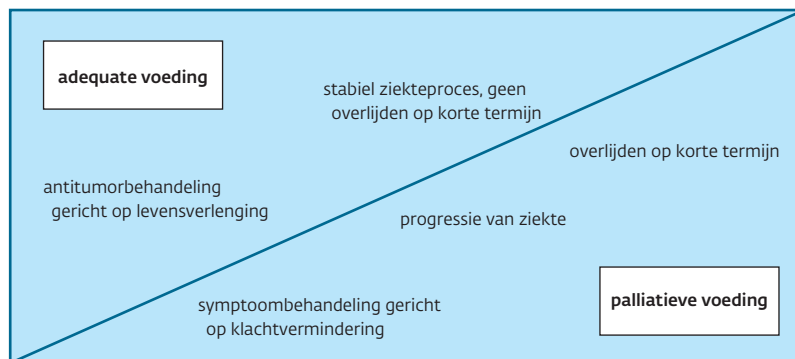 adequate voeding
stabiel ziekteproces, geen
overlijden op korte termijn
overlijden op korte termijn
antitumorbehandeling
gericht op levensverlenging
progressie van ziekte
palliatieve voeding
symptoombehandeling gericht
op klachtvermindering